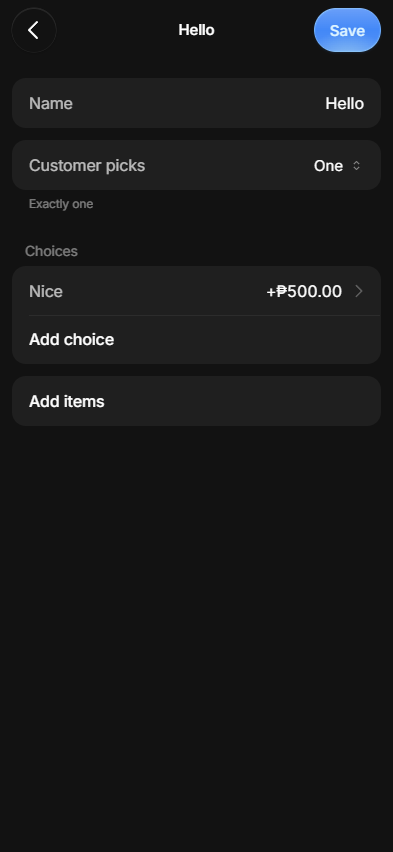 Hello
Save
Name Hello
Customer picks One
Exactly one
Choices
Nice +₱500.00
Add choice
Add items